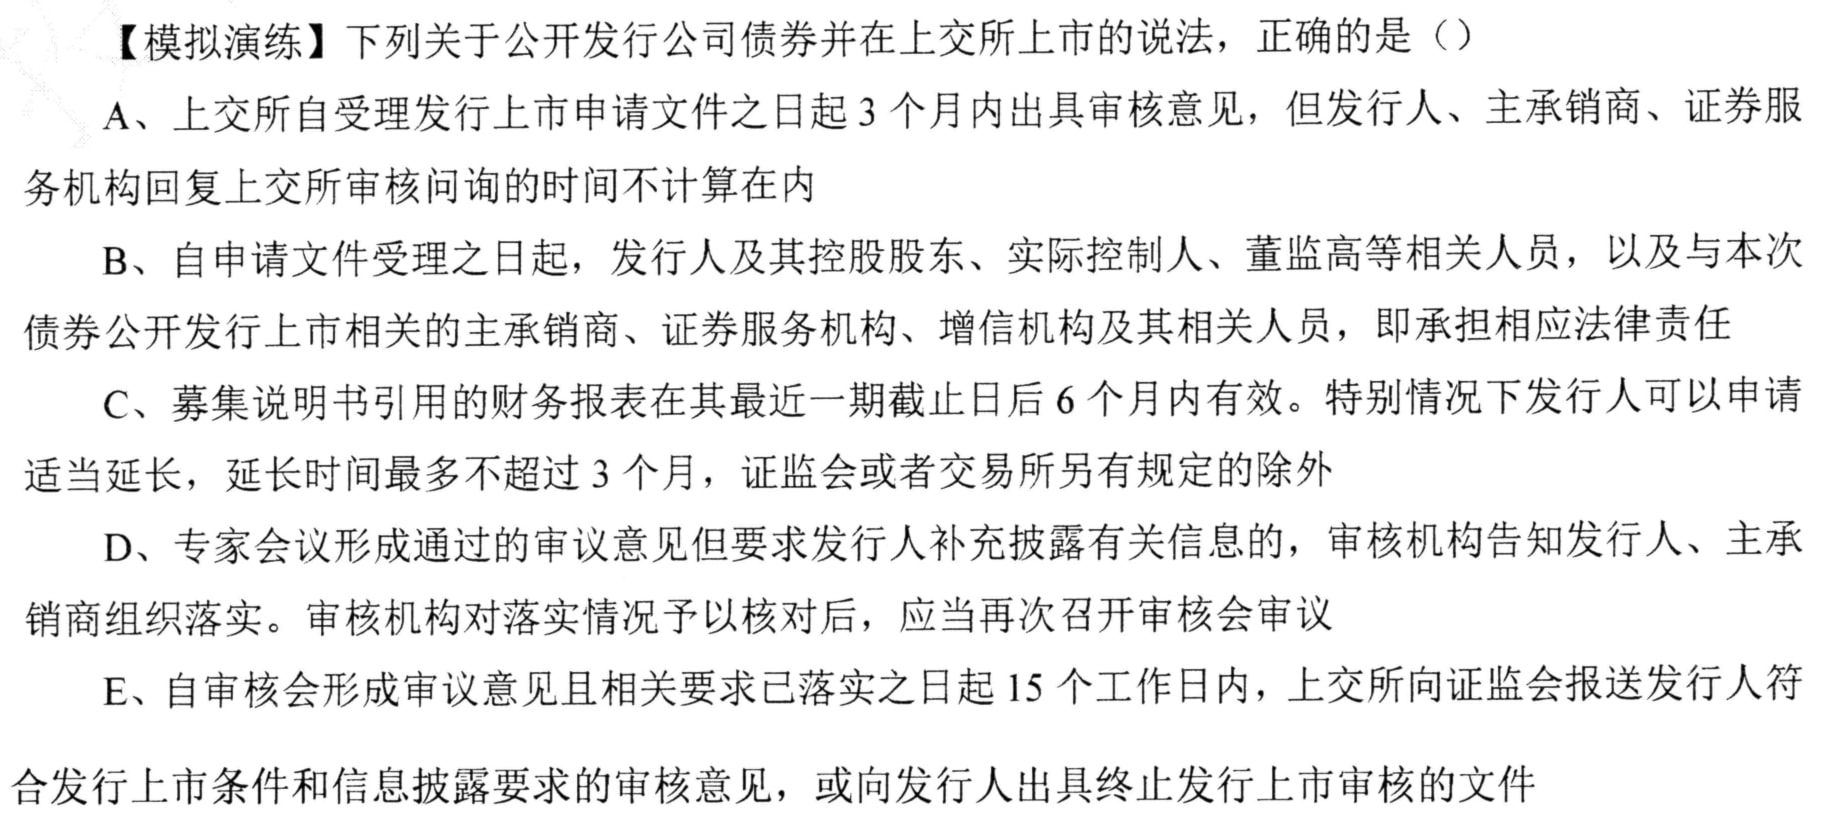 【模拟演练】下列关于公开发行公司债券并在上交所上市的说法，正确的是（）
A、上交所自受理发行上市申请文件之日起 3 个月内出具审核意见，但发行人、主承销商、证券服
务机构回复上交所审核问询的时间不计算在内
B、自申请文件受理之日起，发行人及其控股股东、实际控制人、董监高等相关人员，以及与本次
债券公开发行上市相关的主承销商、证券服务机构、增信机构及其相关人员，即承担相应法律责任
C、募集说明书引用的财务报表在其最近一期截止日后 6 个月内有效。特别情况下发行人可以申请
适当延长，延长时间最多不超过 3 个月，证监会或者交易所另有规定的除外
D、专家会议形成通过的审议意见但要求发行人补充披露有关信息的，审核机构告知发行人、主承
销商组织落实。审核机构对落实情况予以核对后，应当再次召开审核会审议
E、自审核会形成审议意见且相关要求已落实之日起 15 个工作日内，上交所向证监会报送发行人符
合发行上市条件和信息披露要求的审核意见，或向发行人出具终止发行上市审核的文件